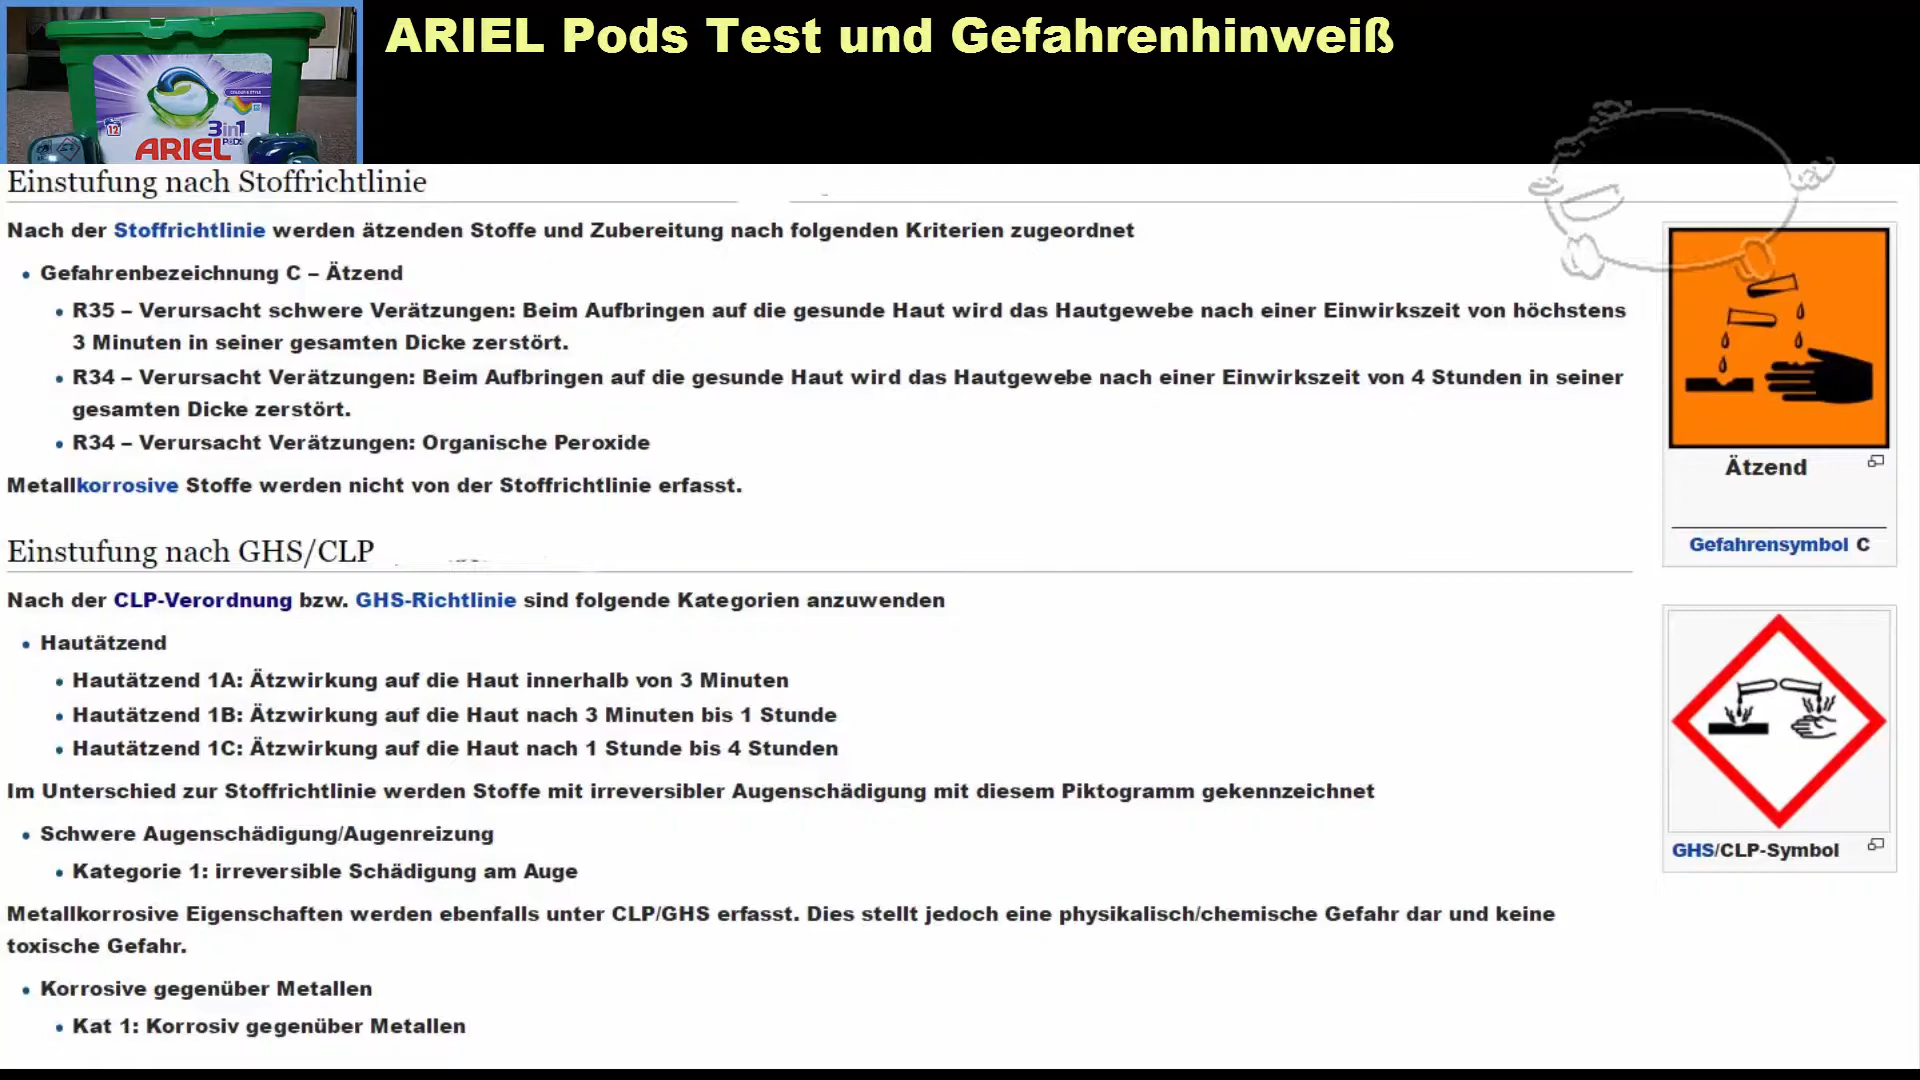 ARIEL Pods Test und Gefahrenhinweiß
COLOUR & STYLE
12
3in1
PODS
ARIEL
Einstufung nach Stoffrichtlinie
Nach der Stoffrichtlinie werden ätzenden Stoffe und Zubereitung nach folgenden Kriterien zugeordnet
• Gefahrenbezeichnung C – Ätzend
• R35 – Verursacht schwere Verätzungen: Beim Aufbringen auf die gesunde Haut wird das Hautgewebe nach einer Einwirkszeit von höchstens
3 Minuten in seiner gesamten Dicke zerstört.
• R34 – Verursacht Verätzungen: Beim Aufbringen auf die gesunde Haut wird das Hautgewebe nach einer Einwirkszeit von 4 Stunden in seiner
gesamten Dicke zerstört.
• R34 – Verursacht Verätzungen: Organische Peroxide
Metallkorrosive Stoffe werden nicht von der Stoffrichtlinie erfasst.
Ätzend
Gefahrensymbol C
Einstufung nach GHS/CLP
Nach der CLP-Verordnung bzw. GHS-Richtlinie sind folgende Kategorien anzuwenden
• Hautätzend
• Hautätzend 1A: Ätzwirkung auf die Haut innerhalb von 3 Minuten
• Hautätzend 1B: Ätzwirkung auf die Haut nach 3 Minuten bis 1 Stunde
• Hautätzend 1C: Ätzwirkung auf die Haut nach 1 Stunde bis 4 Stunden
Im Unterschied zur Stoffrichtlinie werden Stoffe mit irreversibler Augenschädigung mit diesem Piktogramm gekennzeichnet
• Schwere Augenschädigung/Augenreizung
• Kategorie 1: irreversible Schädigung am Auge
GHS/CLP-Symbol
Metallkorrosive Eigenschaften werden ebenfalls unter CLP/GHS erfasst. Dies stellt jedoch eine physikalisch/chemische Gefahr dar und keine
toxische Gefahr.
• Korrosive gegenüber Metallen
• Kat 1: Korrosiv gegenüber Metallen